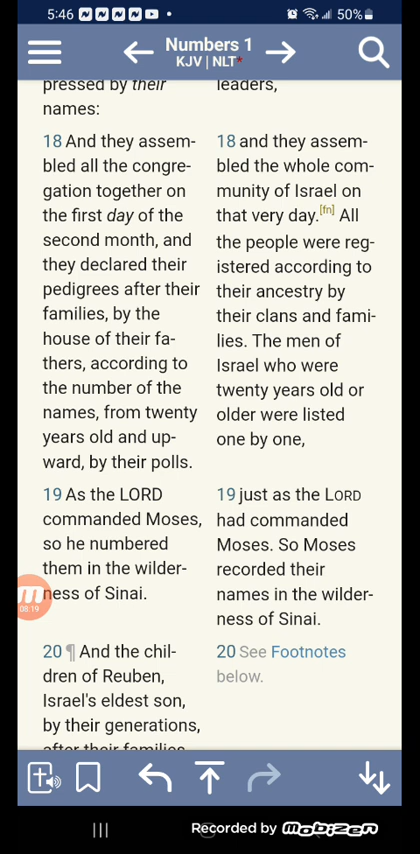 5:46 50%
Numbers 1
KJV | NLT*
pressed by their
names:
18 And they assem-
bled all the congre-
gation together on
the first day of the
second month, and
they declared their
pedigrees after their
families, by the
house of their fa-
thers, according to
the number of the
names, from twenty
years old and up-
ward, by their polls.
19 As the LORD
commanded Moses,
so he numbered
them in the wilder-
ness of Sinai.
20 ¶ And the chil-
dren of Reuben,
Israel's eldest son,
by their generations,
after their families
leaders,
18 and they assem-
bled the whole com-
munity of Israel on
that very day.[fn] All
the people were reg-
istered according to
their ancestry by
their clans and fami-
lies. The men of
Israel who were
twenty years old or
older were listed
one by one,
19 just as the LORD
had commanded
Moses. So Moses
recorded their
names in the wilder-
ness of Sinai.
20 See Footnotes
below.
08:19
Recorded by mobizen